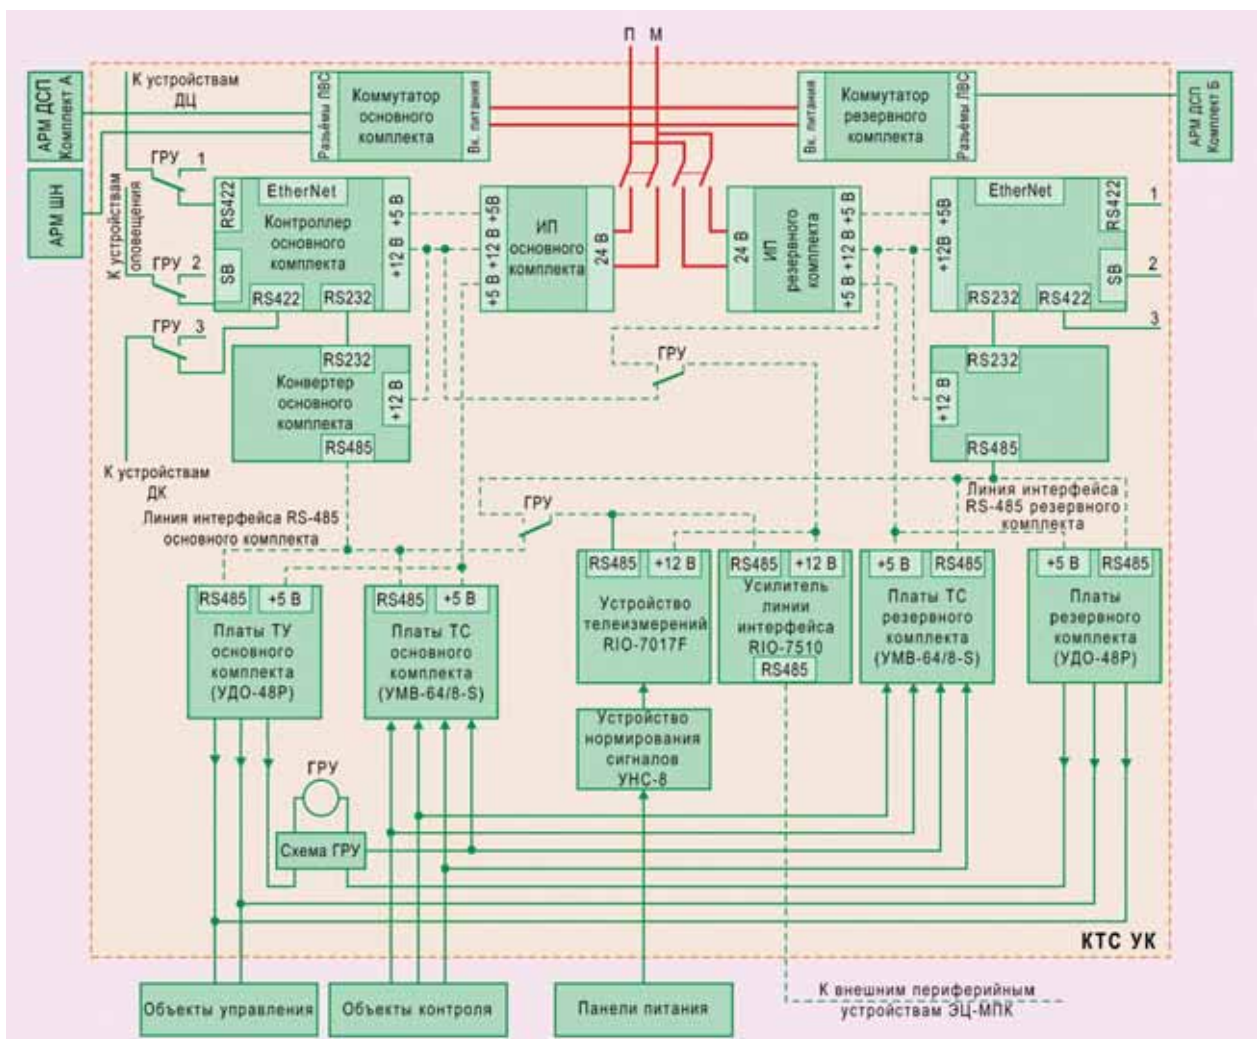 П М
АРМ ДСП
Комплект А
К устройствам
ДЦ
Разъёмы ЛВС
Коммутатор
основного
комплекта
Вк. питания
Вк. питания
Коммутатор
резервного
комплекта
Разъёмы ЛВС
АРМ ДСП
Комплект Б
АРМ ШН
ГРУ 1
К устройствам
оповещения
ГРУ 2
ГРУ 3
RS422
EtherNet
Контроллер
основного
комплекта
SB
RS422
RS232
+5 В
+12 В
+5В
+12 В
+5 В
ИП
основного
комплекта
24 В
24 В
ИП
резервного
комплекта
+5 В
+12 В
+5 В
+5В
+12В
EtherNet
RS422
SB
RS232
RS422
1
2
3
RS232
Конвертер
основного
комплекта
+12 В
RS485
ГРУ
RS232
+12 В
RS485
К устройствам
ДК
Линия интерфейса RS-485
основного комплекта
ГРУ
Линия интерфейса
RS-485 резервного
комплекта
RS485 +5 В
Платы ТУ
основного
комплекта
(УДО-48Р)
RS485 +5 В
Платы ТС
основного
комплекта
(УМВ-64/8-S)
RS485 +12 В
Устройство
телеизмерений
RIO-7017F
RS485 +12 В
Усилитель
линии
интерфейса
RIO-7510
RS485
+5 В RS485
Платы ТС
резервного
комплекта
(УМВ-64/8-S)
+5 В RS485
Платы
резервного
комплекта
(УДО-48Р)
Устройство
нормирования
сигналов
УНС-8
ГРУ
Схема ГРУ
КТС УК
Объекты управления
Объекты контроля
Панели питания
К внешним периферийным
устройствам ЭЦ-МПК